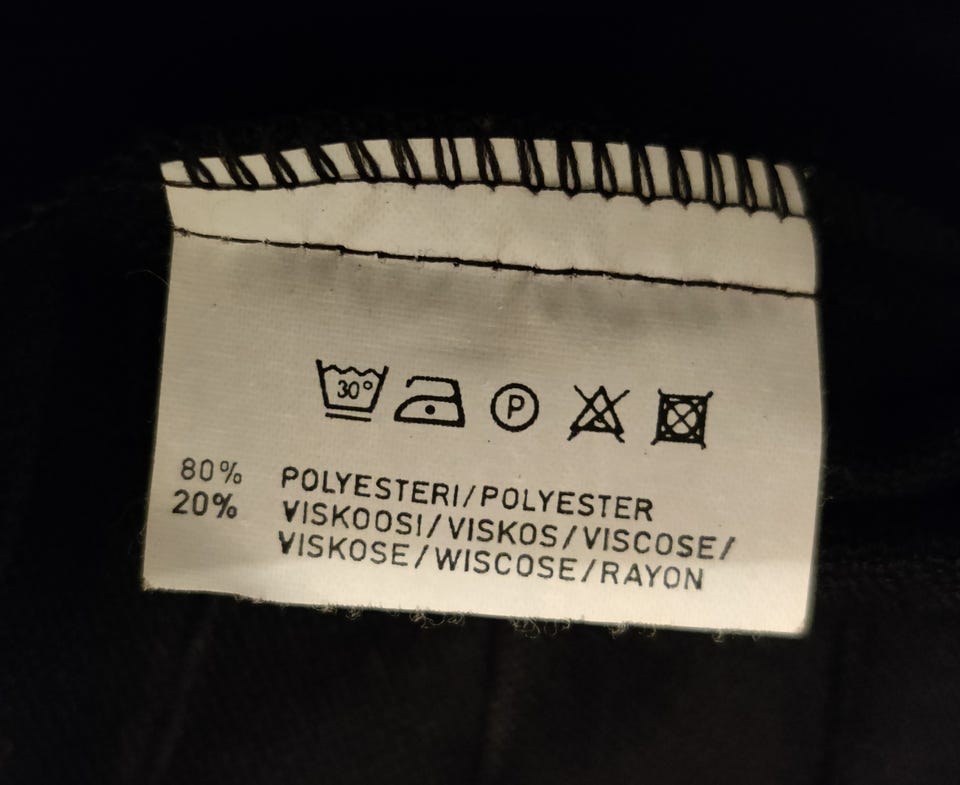 30°
P
80% POLYESTERI/POLYESTER
20% VISKOOSI/VISKOS/VISCOSE/
VISKOSE/WISCOSE/RAYON